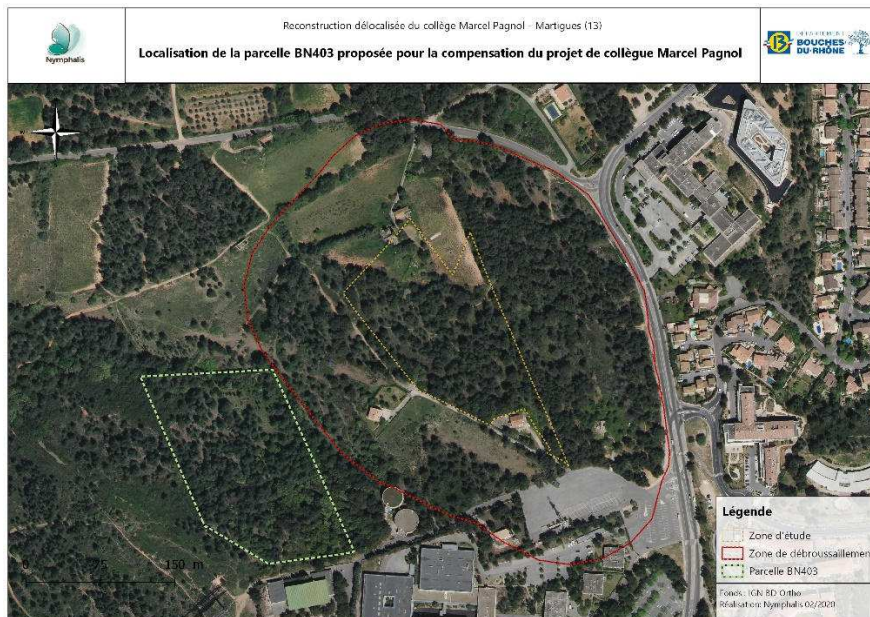 Reconstruction délocalisée du collège Marcel Pagnol - Martigues (13)
Localisation de la parcelle BN403 proposée pour la compensation du projet de collègue Marcel Pagnol
Nymphalis
BOUCHES
DU-RHÔNE
Légende
Zone d'étude
Zone de débroussaillement
Parcelle BN403
0 75 150 m
Fonds : IGN BD Ortho
Réalisation: Nymphalis 02/2020